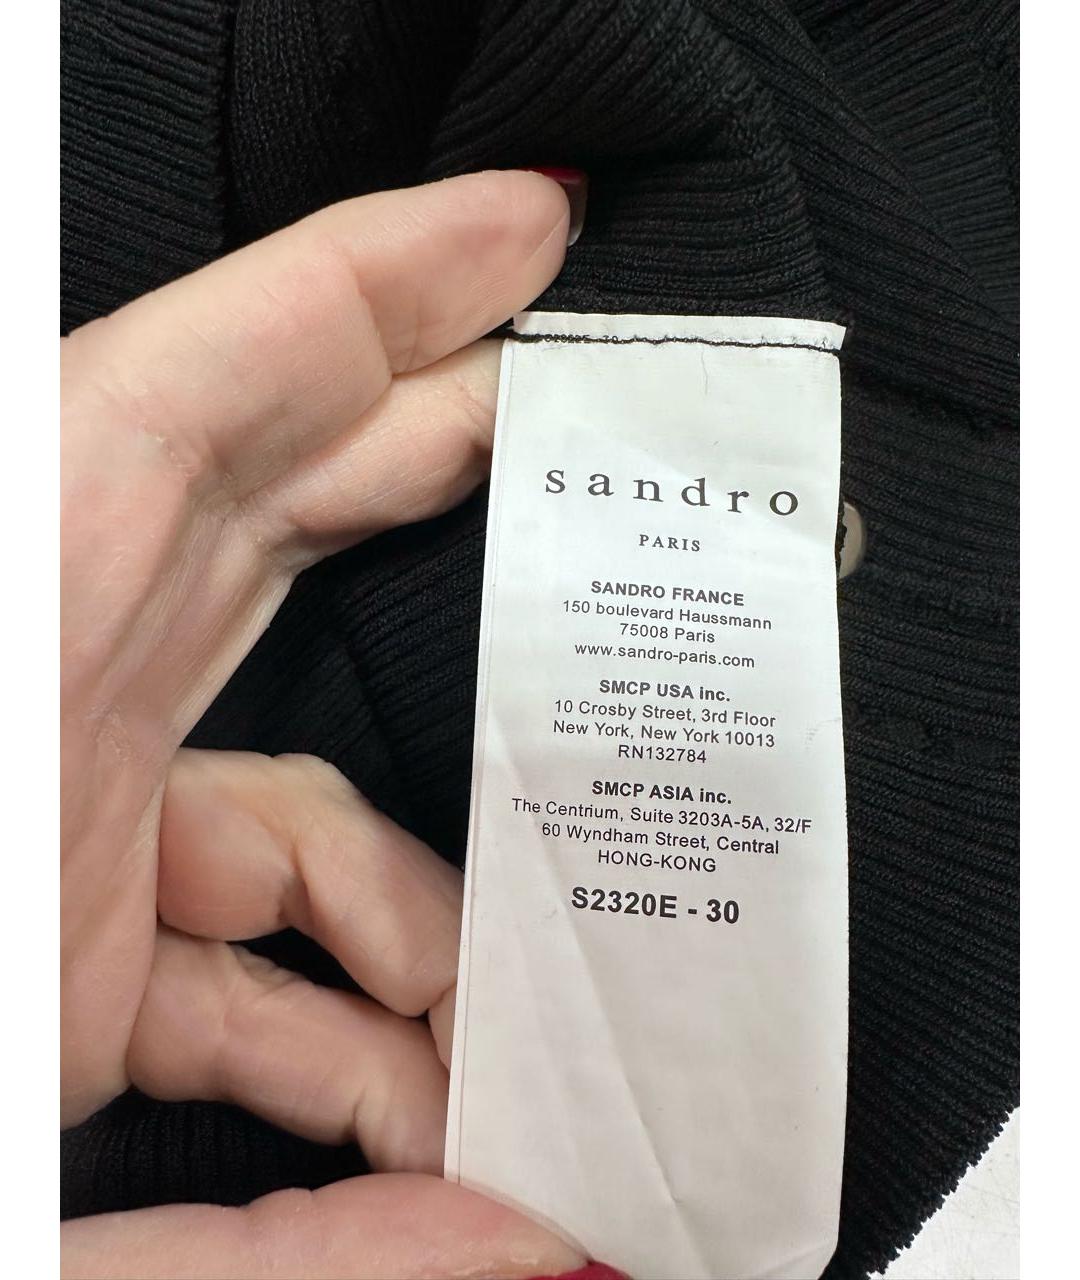 sandro
PARIS
SANDRO FRANCE
150 boulevard Haussmann
75008 Paris
www.sandro-paris.com
SMCP USA inc.
10 Crosby Street, 3rd Floor
New York, New York 10013
RN132784
SMCP ASIA inc.
The Centrium, Suite 3203A-5A, 32/F
60 Wyndham Street, Central
HONG-KONG
S2320E - 30